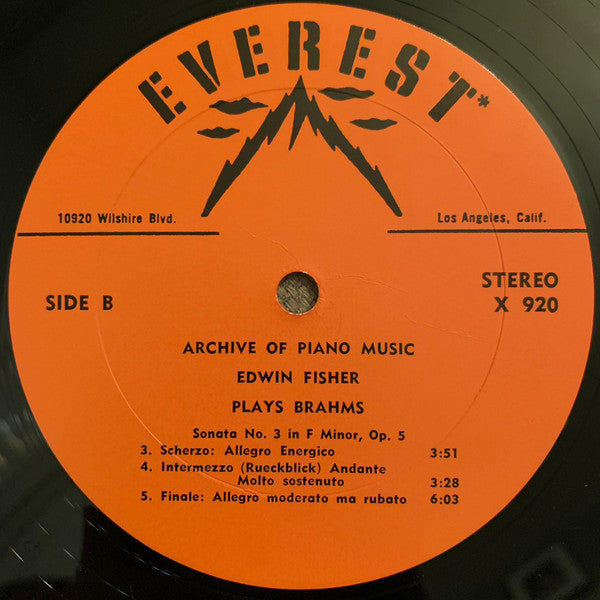 EVEREST*
10920 Wilshire Blvd.
Los Angeles, Calif.
SIDE B
STEREO
X 920
ARCHIVE OF PIANO MUSIC
EDWIN FISHER
PLAYS BRAHMS
Sonata No. 3 in F Minor, Op. 5
3. Scherzo: Allegro Energico 3:51
4. Intermezzo (Rueckblick) Andante
Molto sostenuto 3:28
5. Finale: Allegro moderato ma rubato 6:03